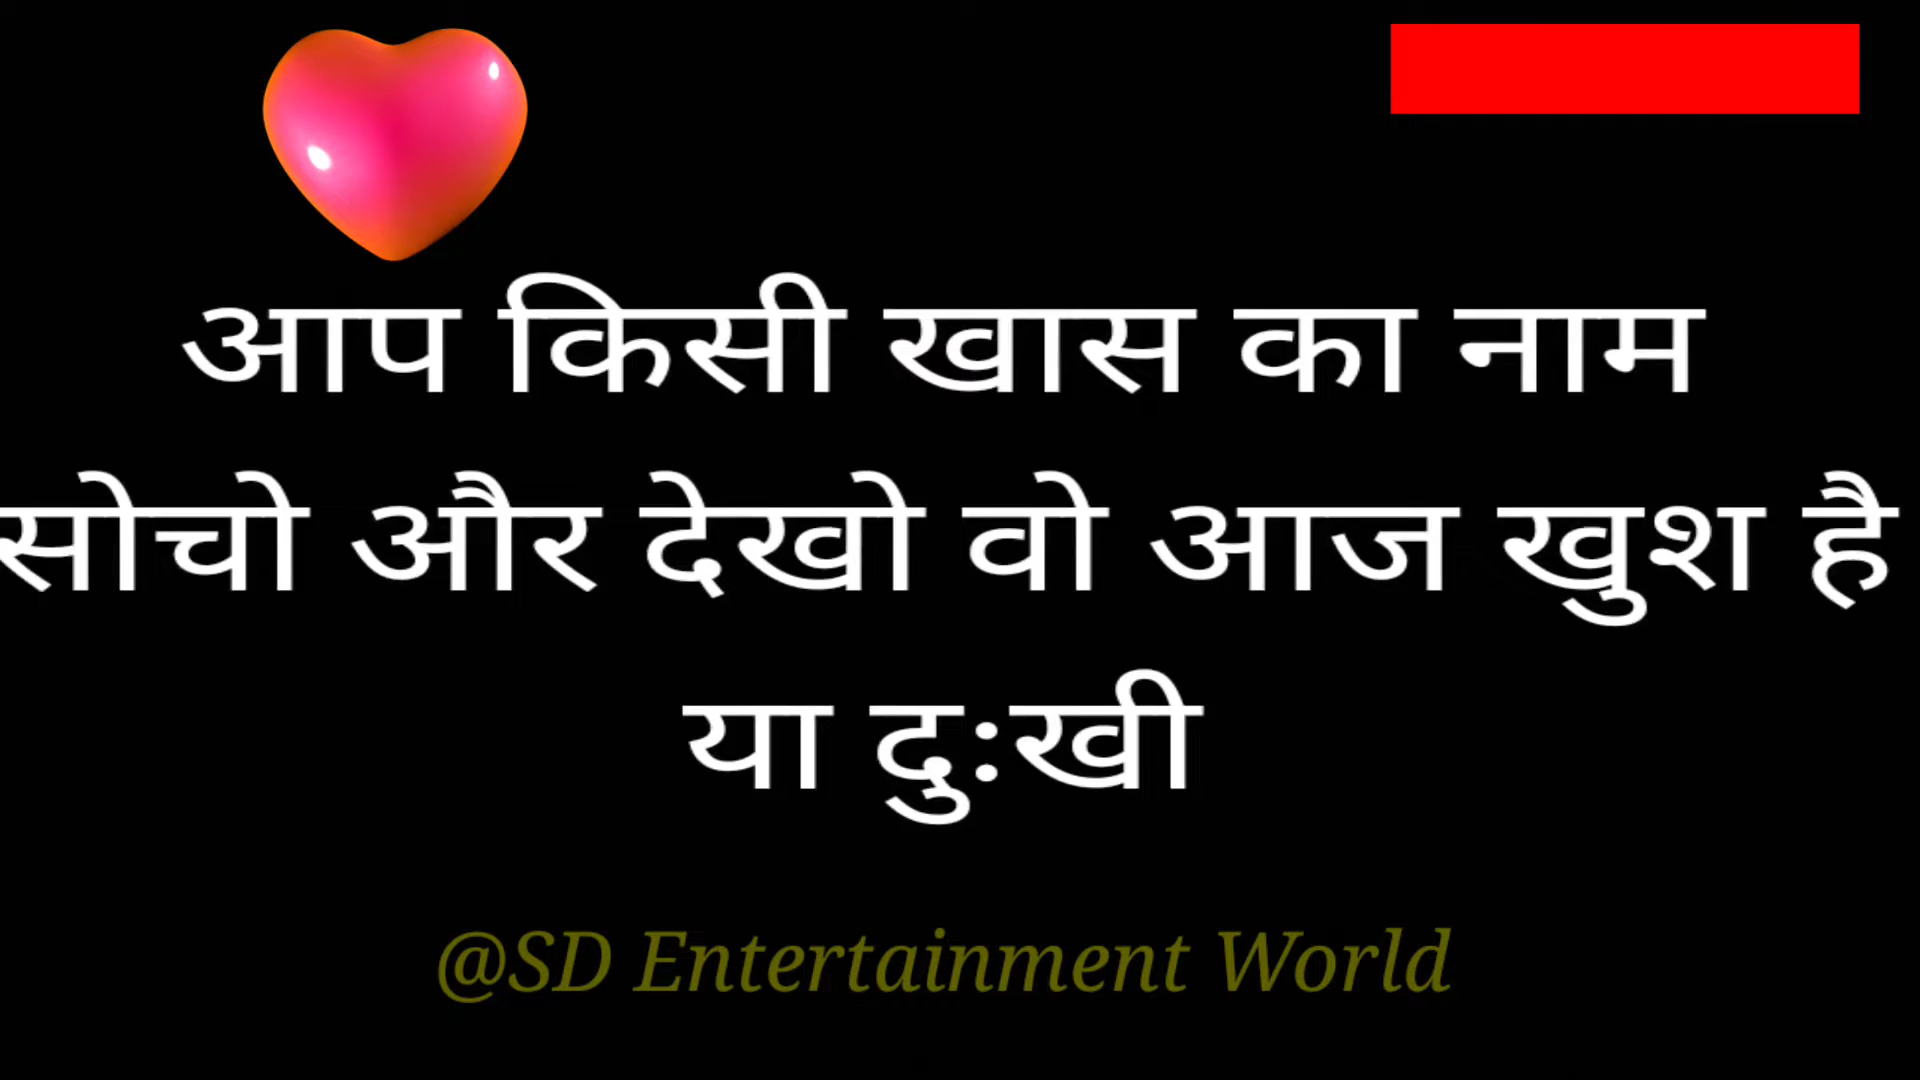 आप किसी खास का नाम
सोचो और देखो वो आज खुश है
या दुःखी
@SD Entertainment World